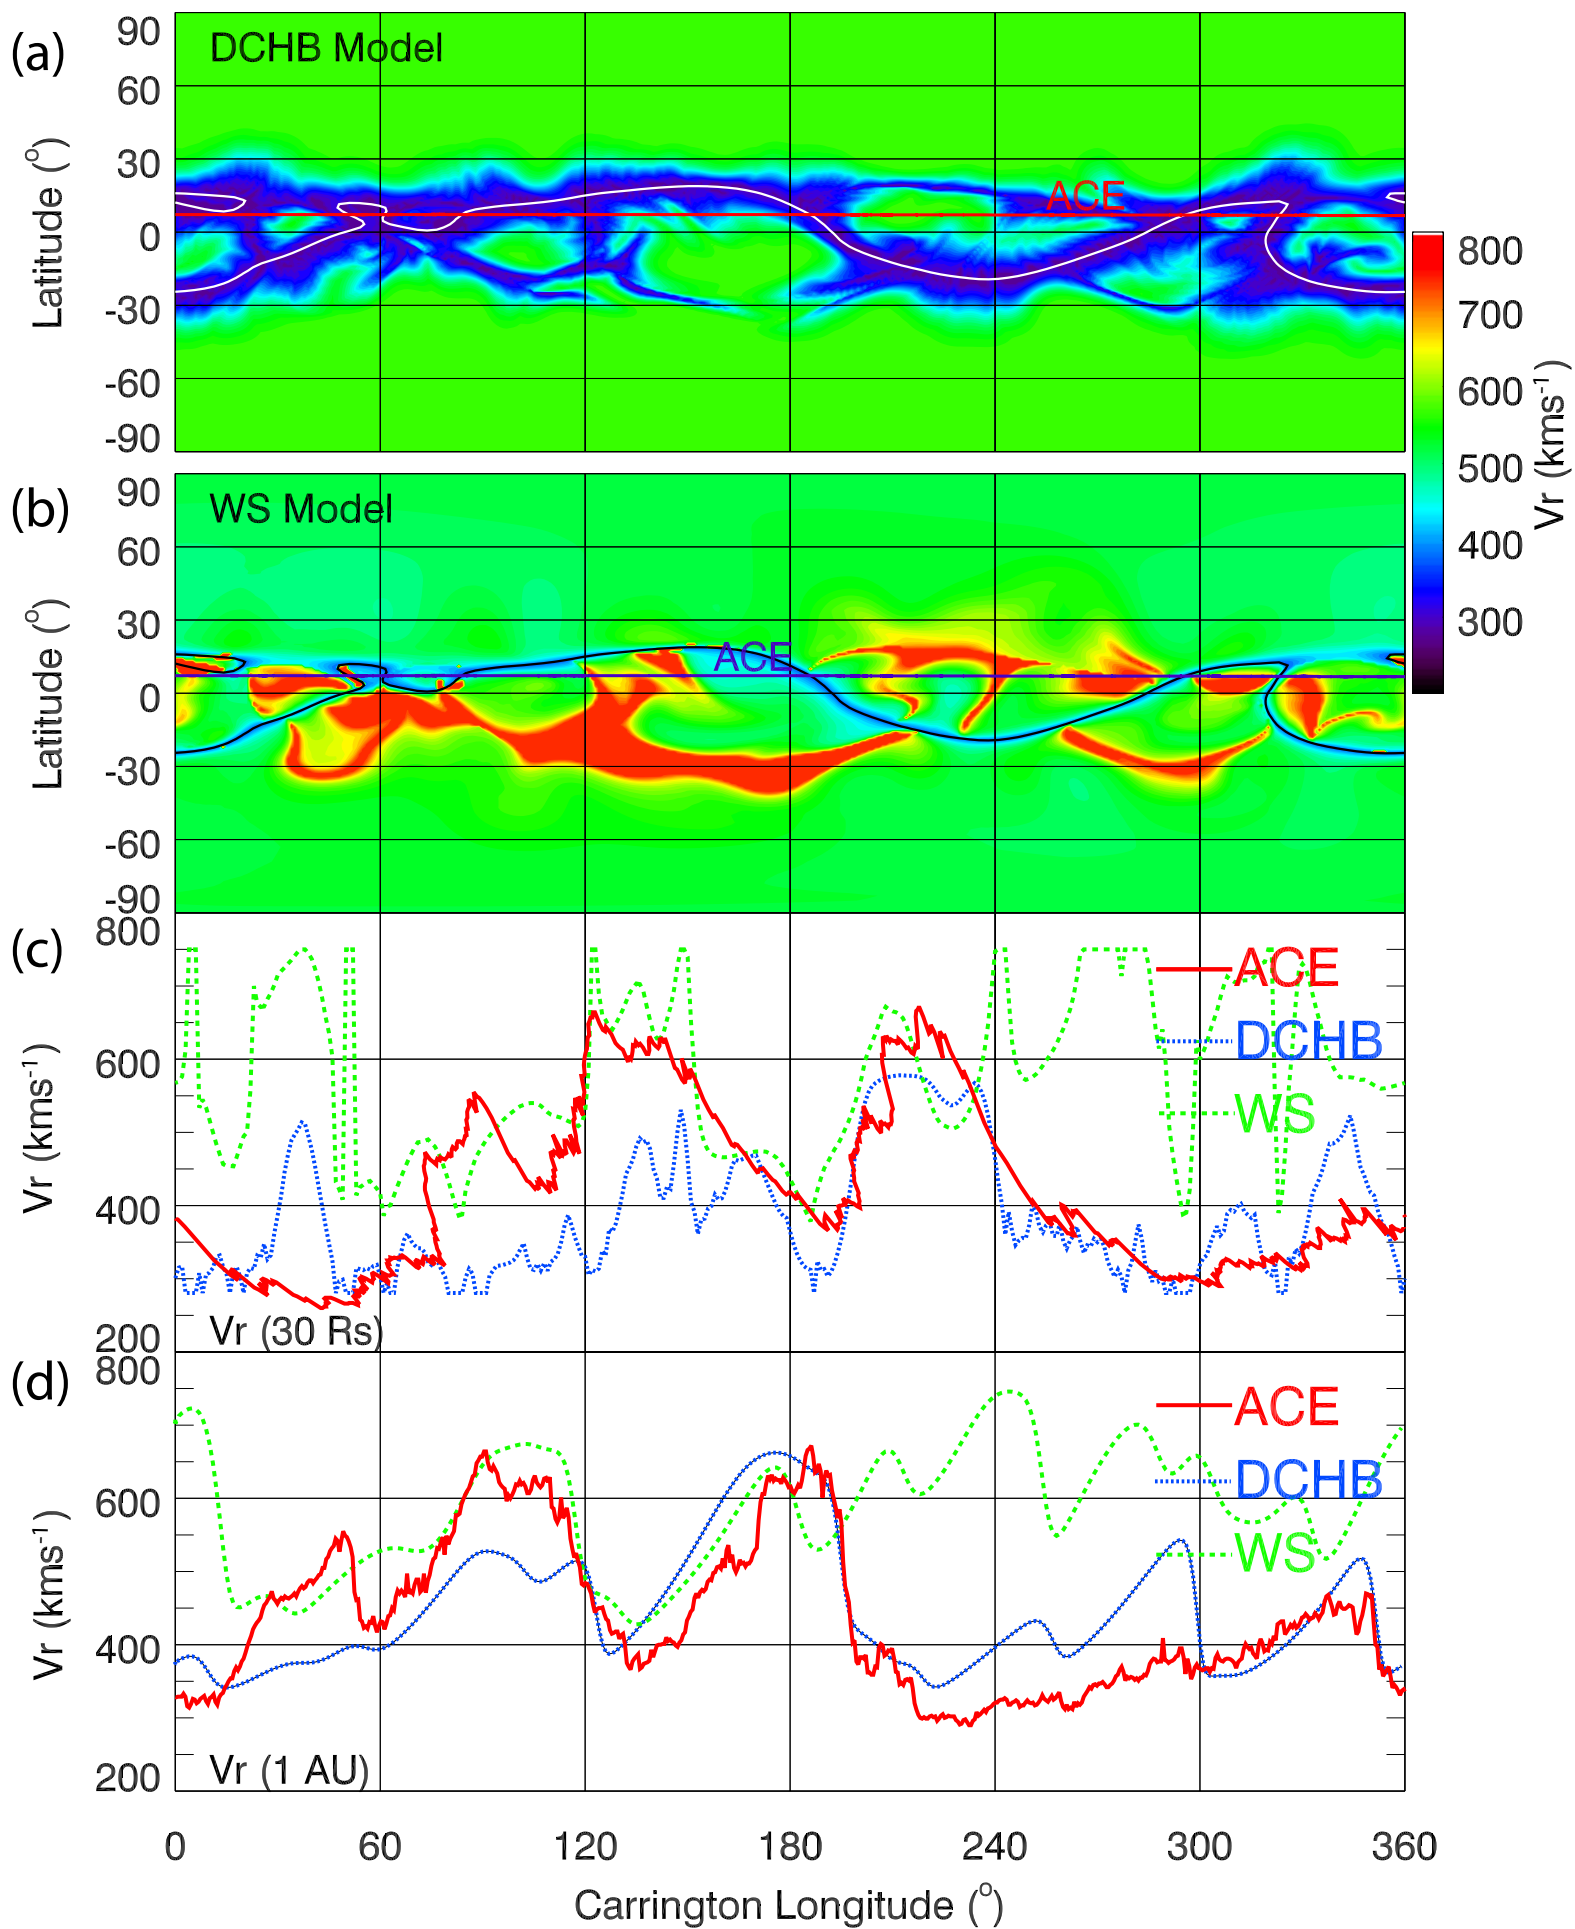 (a)
DCHB Model
90
60
30
0
-30
-60
-90
Latitude (°)
ACE
800
700
600
500
400
300
Vr (kms⁻¹)
(b)
WS Model
90
60
30
0
-30
-60
-90
Latitude (°)
ACE
(c)
800
600
400
200
Vr (kms⁻¹)
ACE
DCHB
WS
Vr (30 Rs)
(d)
800
600
400
200
Vr (kms⁻¹)
ACE
DCHB
WS
Vr (1 AU)
0 60 120 180 240 300 360
Carrington Longitude (°)